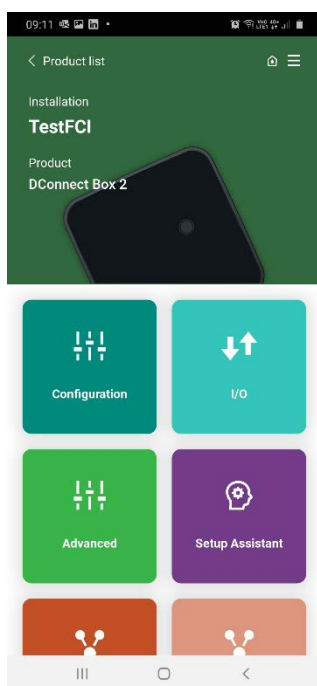 09:11
Product list
Installation
TestFCI
Product
DConnect Box 2
Configuration
I/O
Advanced
Setup Assistant